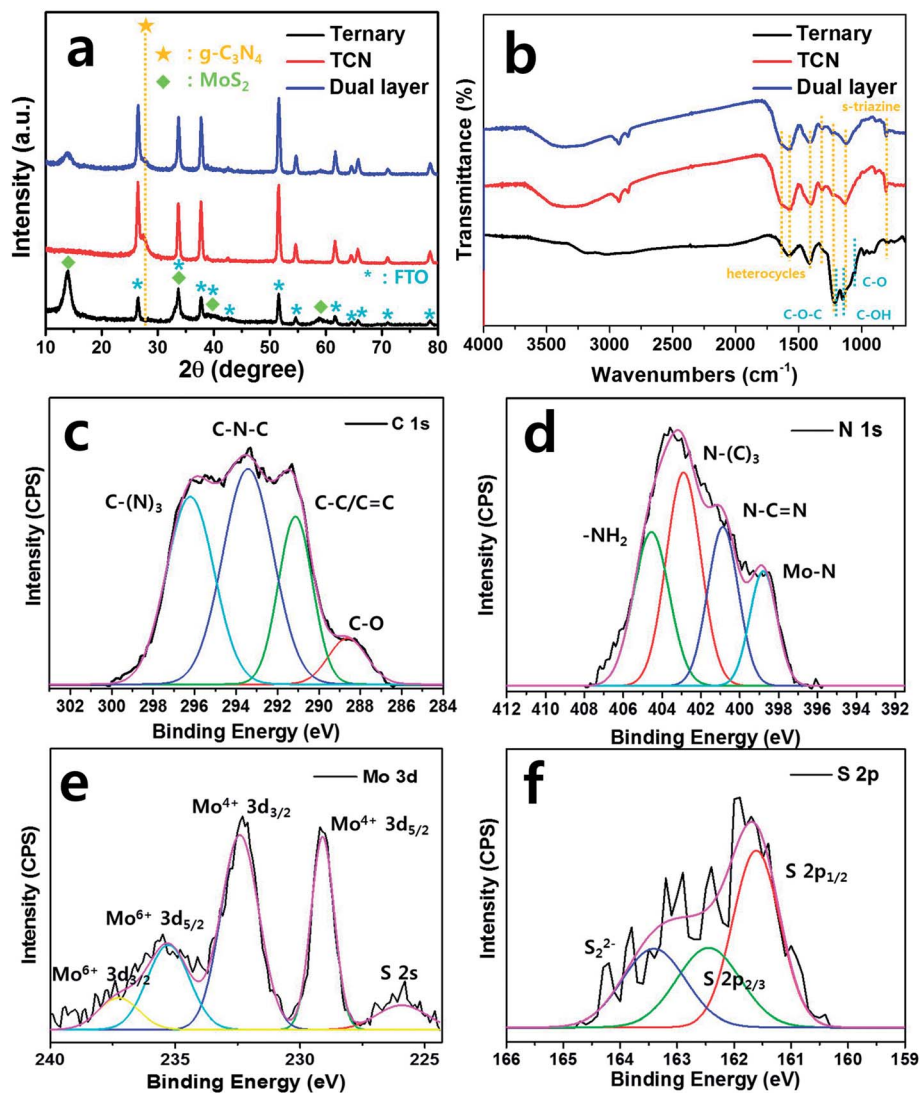 a
Ternary
TCN
Dual layer
★ : g-C₃N₄
◆ : MoS₂
* : FTO
Intensity (a.u.)
10 20 30 40 50 60 70 80
2θ (degree)
b
Ternary
TCN
Dual layer
s-triazine
heterocycles
C-O
C-O-C
C-OH
Transmittance (%)
4000 3500 3000 2500 2000 1500 1000
Wavenumbers (cm⁻¹)
c
C 1s
C-N-C
C-(N)₃
C-C/C=C
C-O
Intensity (CPS)
302 300 298 296 294 292 290 288 286 284
Binding Energy (eV)
d
N 1s
N-(C)₃
N-C=N
-NH₂
Mo-N
Intensity (CPS)
412 410 408 406 404 402 400 398 396 394 392
Binding Energy (eV)
e
Mo 3d
Mo⁴⁺ 3d₃/₂
Mo⁴⁺ 3d₅/₂
Mo⁶⁺ 3d₅/₂
Mo⁶⁺ 3d₃/₂
S 2s
Intensity (CPS)
240 235 230 225
Binding Energy (eV)
f
S 2p
S 2p₁/₂
S₂²⁻
S 2p₂/₃
Intensity (CPS)
166 165 164 163 162 161 160 159
Binding Energy (eV)